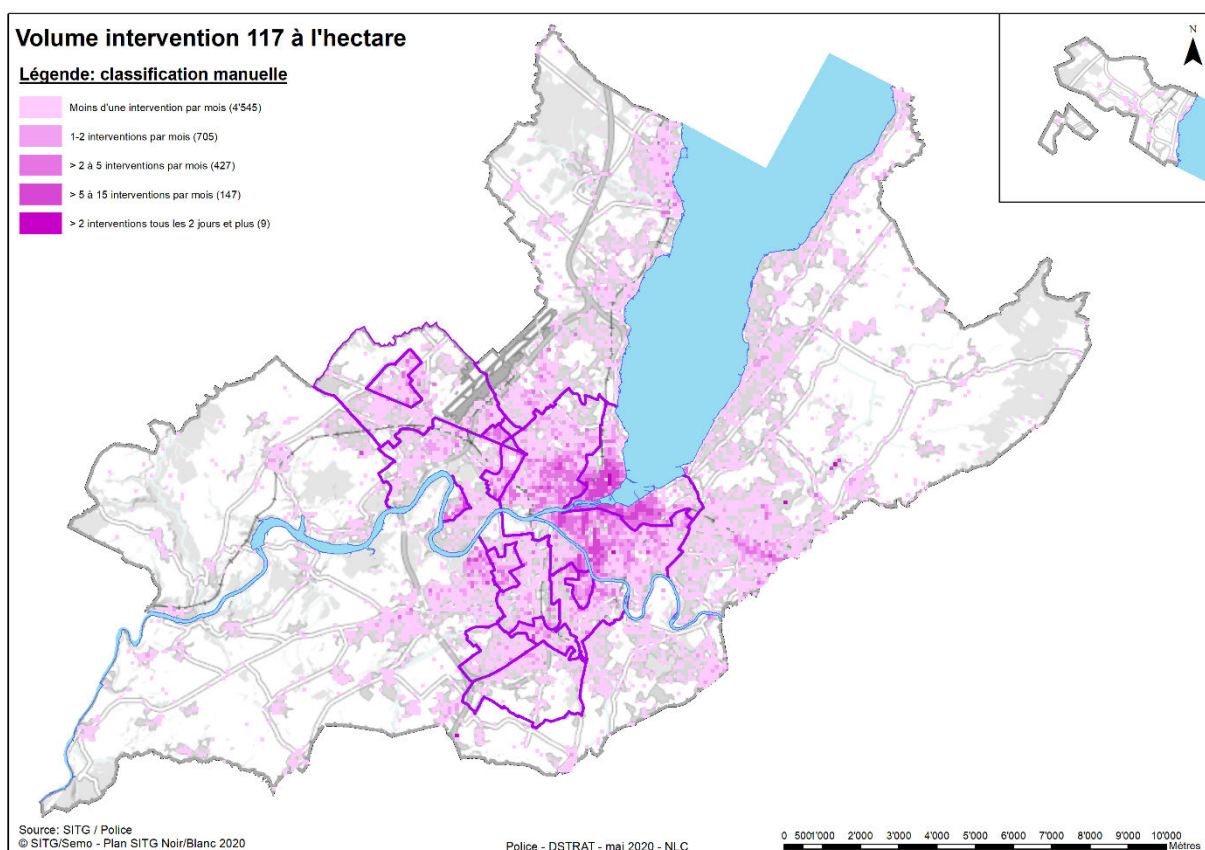 Volume intervention 117 à l'hectare
Légende: classification manuelle
Moins d'une intervention par mois (4'545)
1-2 interventions par mois (705)
> 2 à 5 interventions par mois (427)
> 5 à 15 interventions par mois (147)
> 2 interventions tous les 2 jours et plus (9)
N
Source: SITG / Police
© SITG/Semo - Plan SITG Noir/Blanc 2020
Police - DSTRAT - mai 2020 - NLC
0 5001'000 2'000 3'000 4'000 5'000 6'000 7'000 8'000 9'000 10'000
Mètres